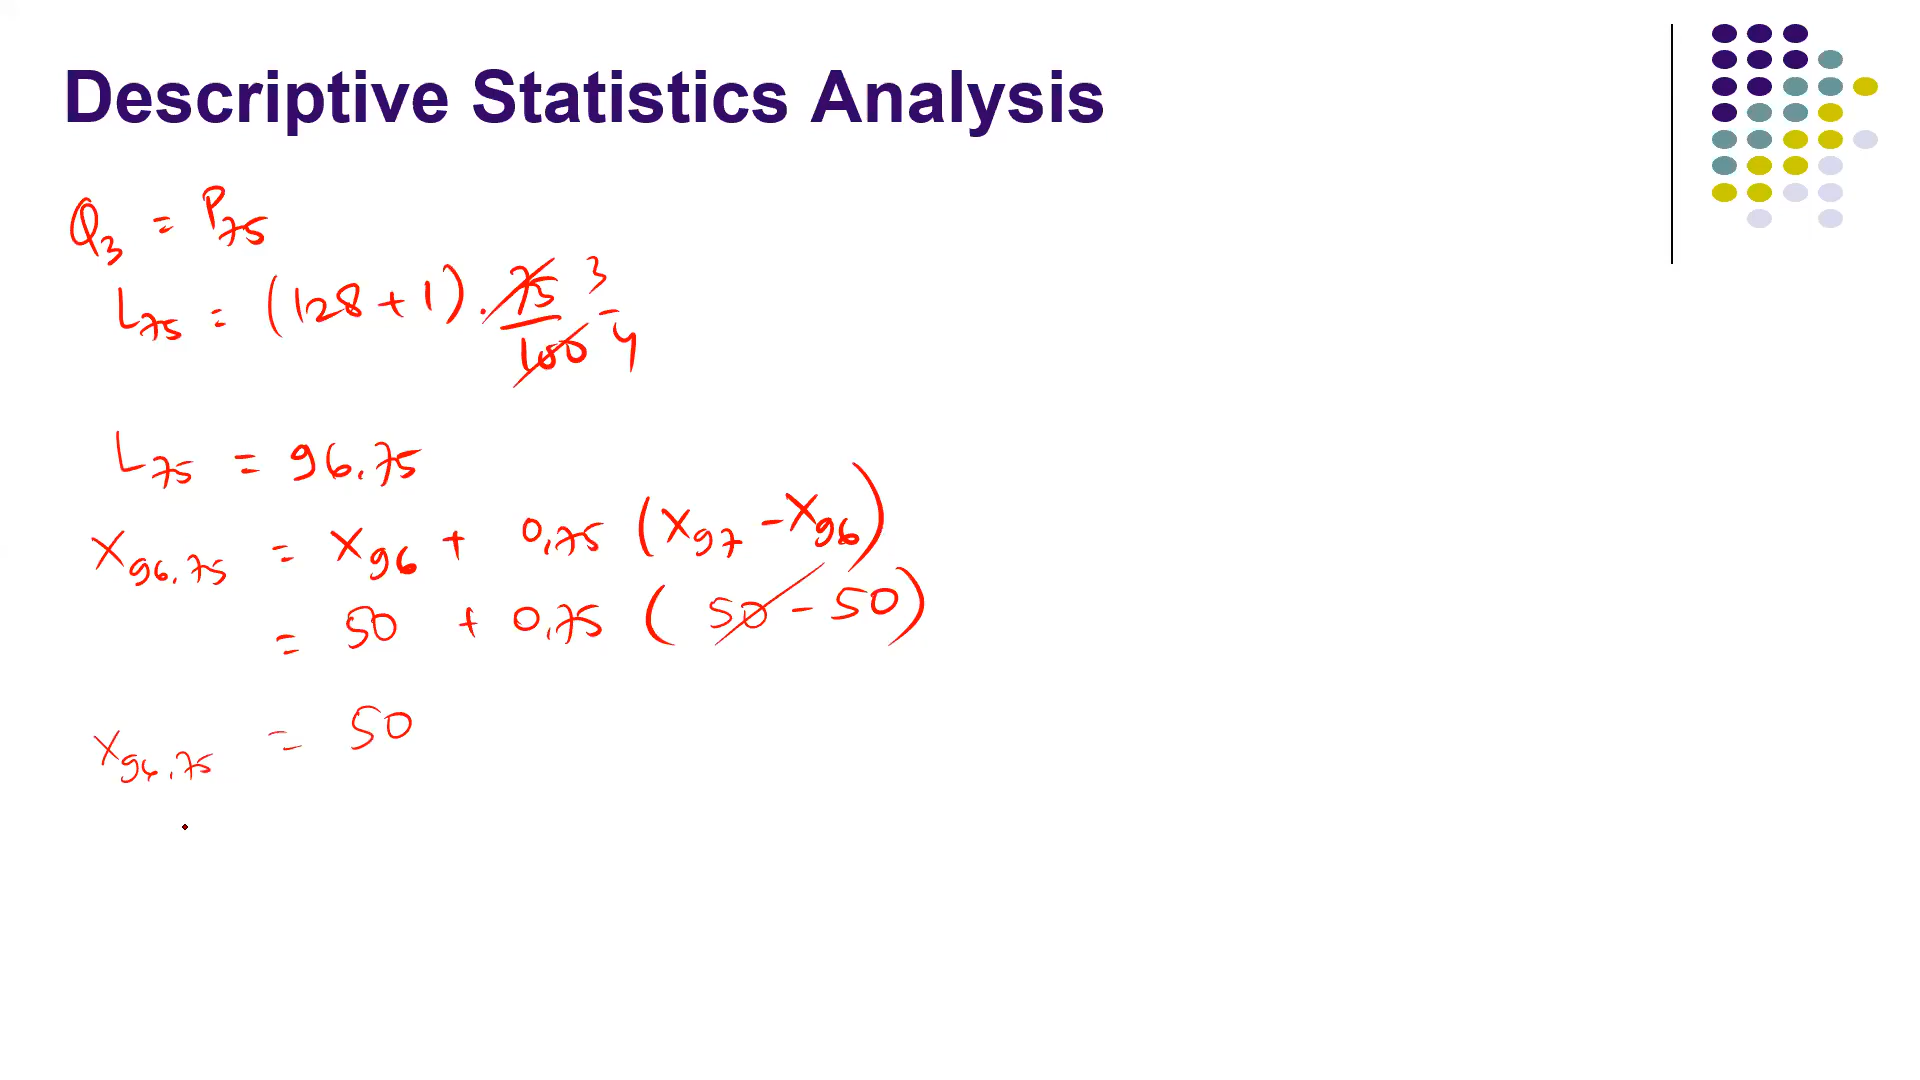 Descriptive Statistics Analysis
Q3 = P75
L75 = (128 + 1) . 75/100 3/4
L75 = 96.75
X96.75 = X96 + 0.75 (X97 - X96)
= 50 + 0.75 (50 - 50)
X96.75 = 50